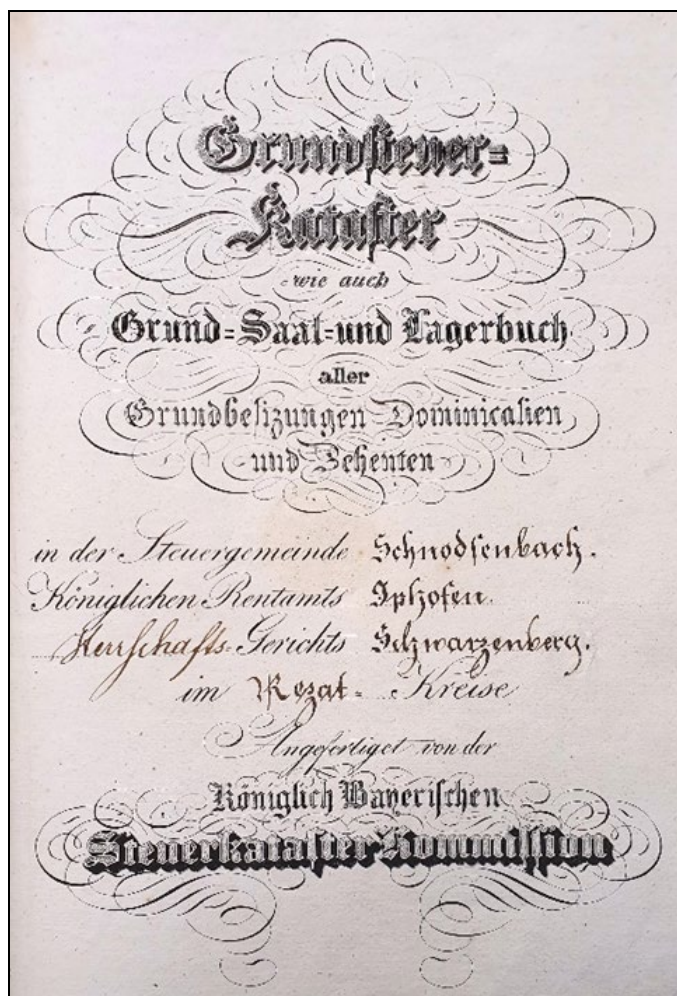 Grundsteuer=
Kataster
wie auch
Grund=Saal=und Lagerbuch
aller
Grundbesizungen Dominicalien
und Zehenten
in der Steuergemeinde Schnodsenbach.
Königlichen Rentamts Iphofen.
Herrschafts=Gerichts Schwarzenberg.
im Rezat= Kreise
Angefertiget von der
Königlich Bayerischen
Steuerkataster=Kommission